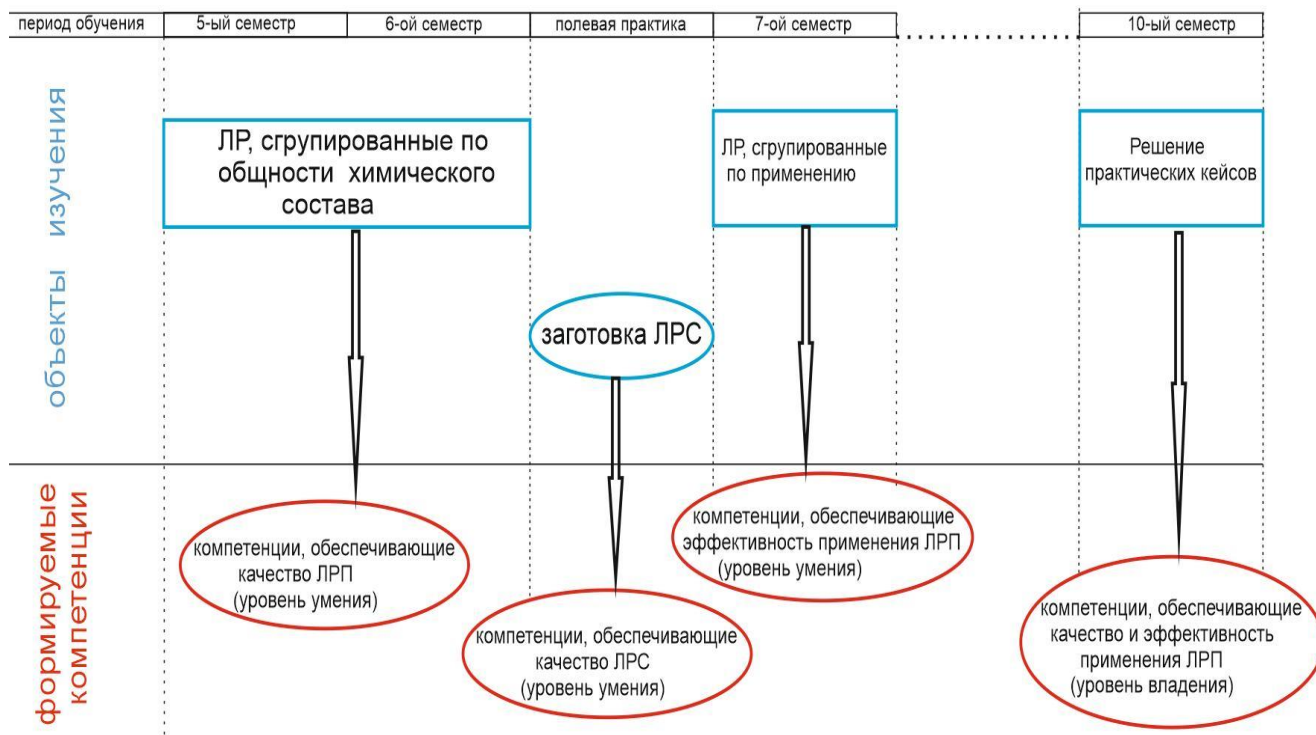 период обучения
5-ый семестр
6-ой семестр
полевая практика
7-ой семестр
10-ый семестр
объекты изучения
ЛР, сгрупированные по
общности химического
состава
ЛР, сгрупированные
по применению
Решение
практических кейсов
заготовка ЛРС
формируемые
компетенции
компетенции, обеспечивающие
качество ЛРП
(уровень умения)
компетенции, обеспечивающие
качество ЛРС
(уровень умения)
компетенции, обеспечивающие
эффективность применения ЛРП
(уровень умения)
компетенции, обеспечивающие
качество и эффективность
применения ЛРП
(уровень владения)